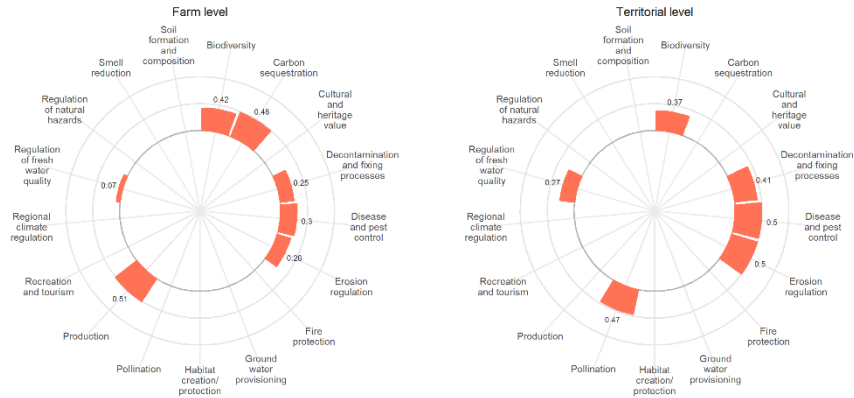 Farm level
Soil
formation
and
composition
Biodiversity
Carbon
sequestration
Cultural
and
heritage
value
Decontamination
and fixing
processes
Disease
and pest
control
Erosion
regulation
Fire
protection
Ground
water
provisioning
Habitat
creation/
protection
Pollination
Production
Recreation
and tourism
Regional
climate
regulation
Regulation
of fresh
water
quality
Regulation
of natural
hazards
Smell
reduction
0.42
0.48
0.25
0.3
0.26
0.51
0.07
Territorial level
Soil
formation
and
composition
Biodiversity
Carbon
sequestration
Cultural
and
heritage
value
Decontamination
and fixing
processes
Disease
and pest
control
Erosion
regulation
Fire
protection
Ground
water
provisioning
Habitat
creation/
protection
Pollination
Production
Recreation
and tourism
Regional
climate
regulation
Regulation
of fresh
water
quality
Regulation
of natural
hazards
Smell
reduction
0.37
0.41
0.5
0.5
0.47
0.27